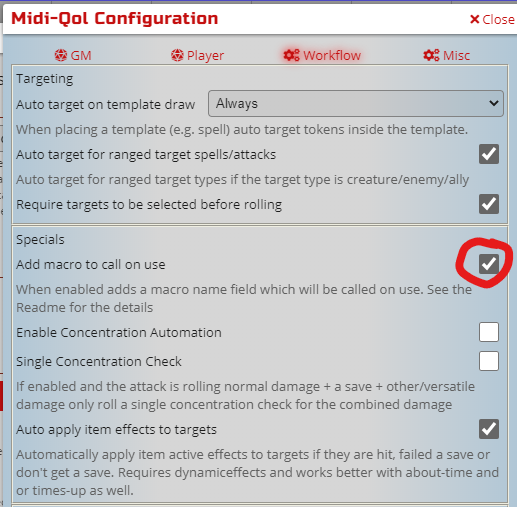 Midi-Qol Configuration
Close
GM
Player
Workflow
Misc
Targeting
Auto target on template draw
Always
When placing a template (e.g. spell) auto target tokens inside the template.
Auto target for ranged target spells/attacks
Auto target for ranged target types if the target type is creature/enemy/ally
Require targets to be selected before rolling
Specials
Add macro to call on use
When enabled adds a macro name field which will be called on use. See the
Readme for the details
Enable Concentration Automation
Single Concentration Check
If enabled and the attack is rolling normal damage + a save + other/versatile
damage only roll a single concentration check for the combined damage
Auto apply item effects to targets
Automatically apply item active effects to targets if they are hit, failed a save or
don't get a save. Requires dynamiceffects and works better with about-time and
or times-up as well.